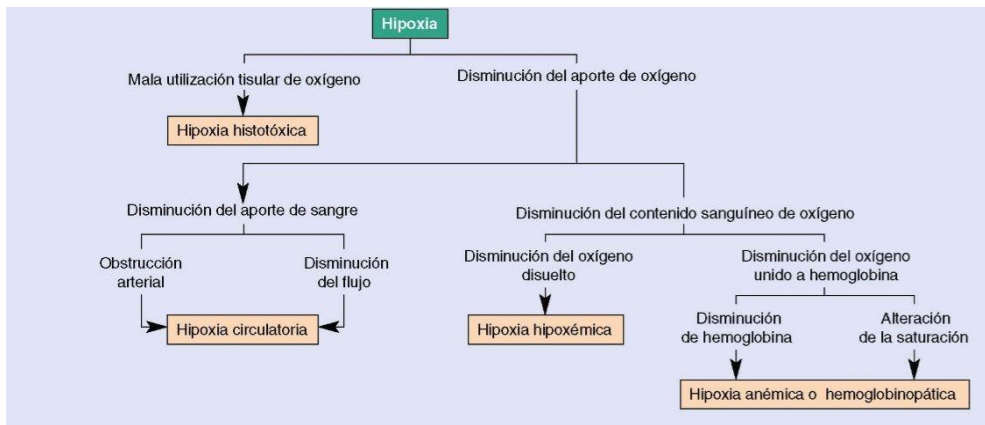 Hipoxia
Mala utilización tisular de oxígeno
Disminución del aporte de oxígeno
Hipoxia histotóxica
Disminución del aporte de sangre
Disminución del contenido sanguíneo de oxígeno
Obstrucción
arterial
Disminución
del flujo
Disminución del oxígeno
disuelto
Disminución del oxígeno
unido a hemoglobina
Hipoxia circulatoria
Hipoxia hipoxémica
Disminución
de hemoglobina
Alteración
de la saturación
Hipoxia anémica o hemoglobinopática